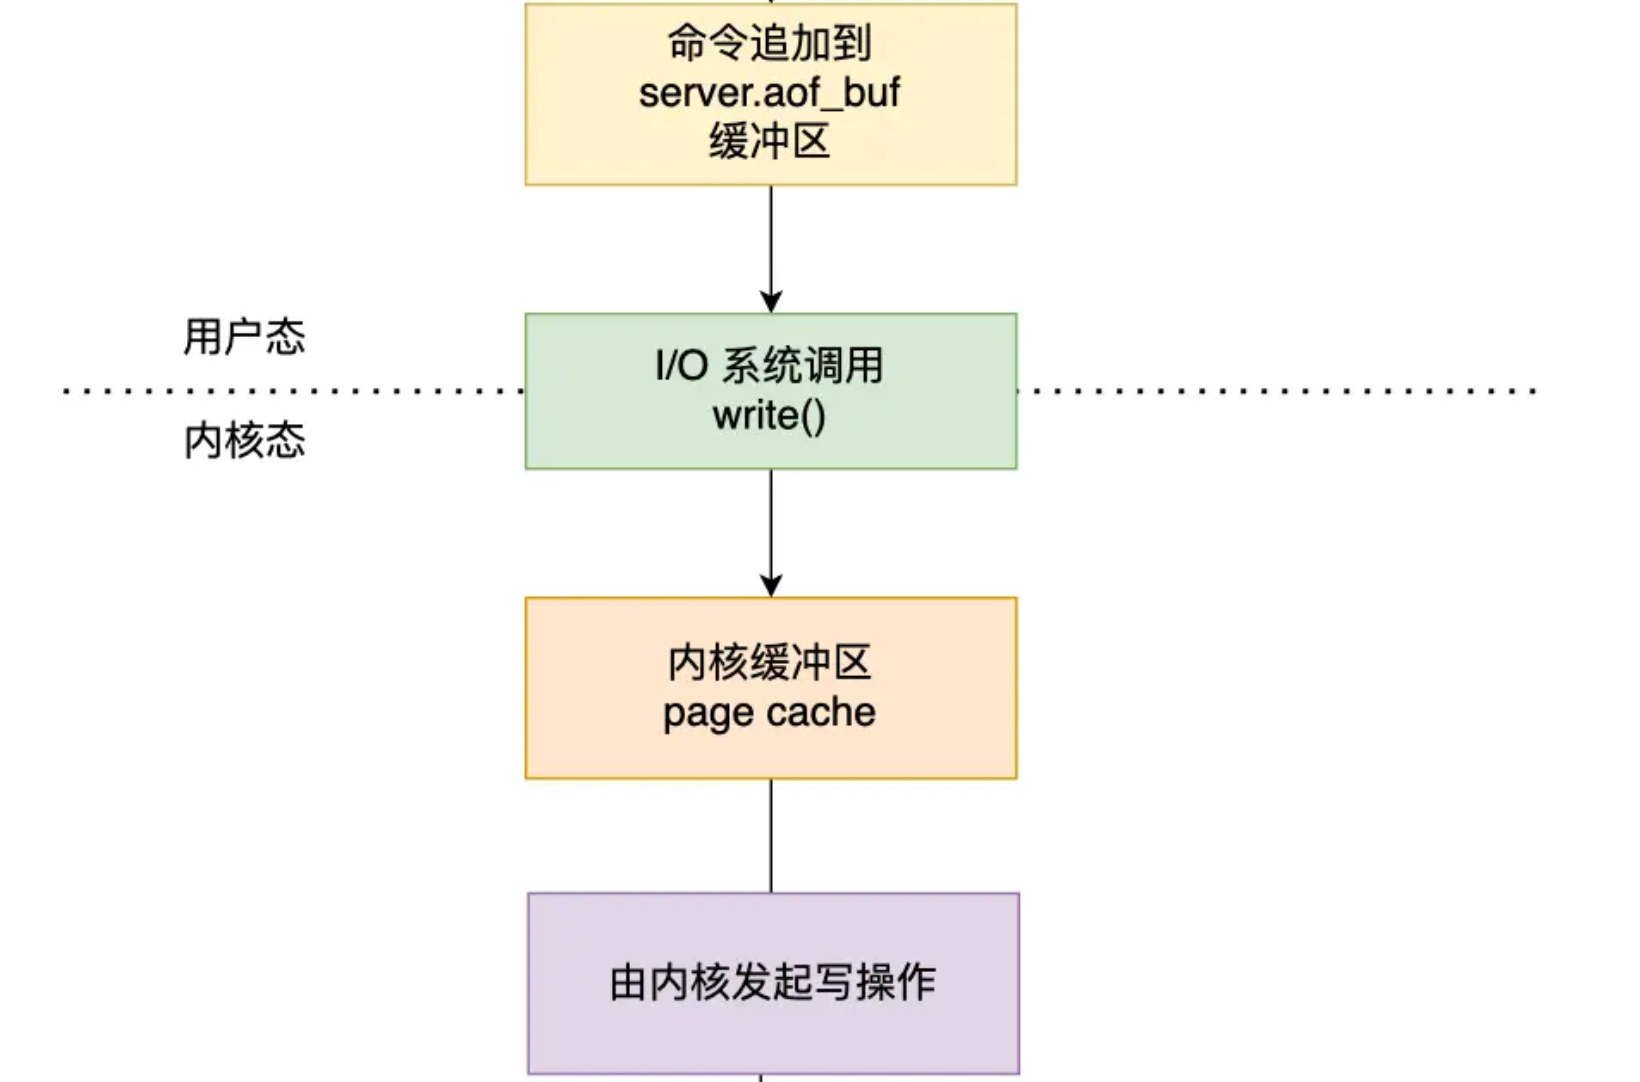 命令追加到
server.aof_buf
缓冲区
用户态
I/O 系统调用
write()
内核态
内核缓冲区
page cache
由内核发起写操作